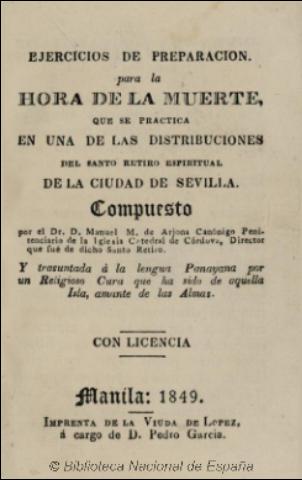 EJERCICIOS DE PREPARACION.
para la
HORA DE LA MUERTE,
QUE SE PRACTICA
EN UNA DE LAS DISTRIBUCIONES
DEL SANTO RETIRO ESPIRITUAL
DE LA CIUDAD DE SEVILLA.
Compuesto
por el Dr. D. Manuel M. de Arjona Canónigo Peni-
tenciario de la Iglesia Catedral de Córdova, Director
que fué de dicho Santo Retiro.
Y trasuntada á la lengua Panayana por
un Religioso Cura que ha sido de aquella
Isla, amante de las Almas.
CON LICENCIA
Manila: 1849.
IMPRENTA DE LA VIUDA DE LOPEZ,
á cargo de D. Pedro Garcia.
© Biblioteca Nacional de España